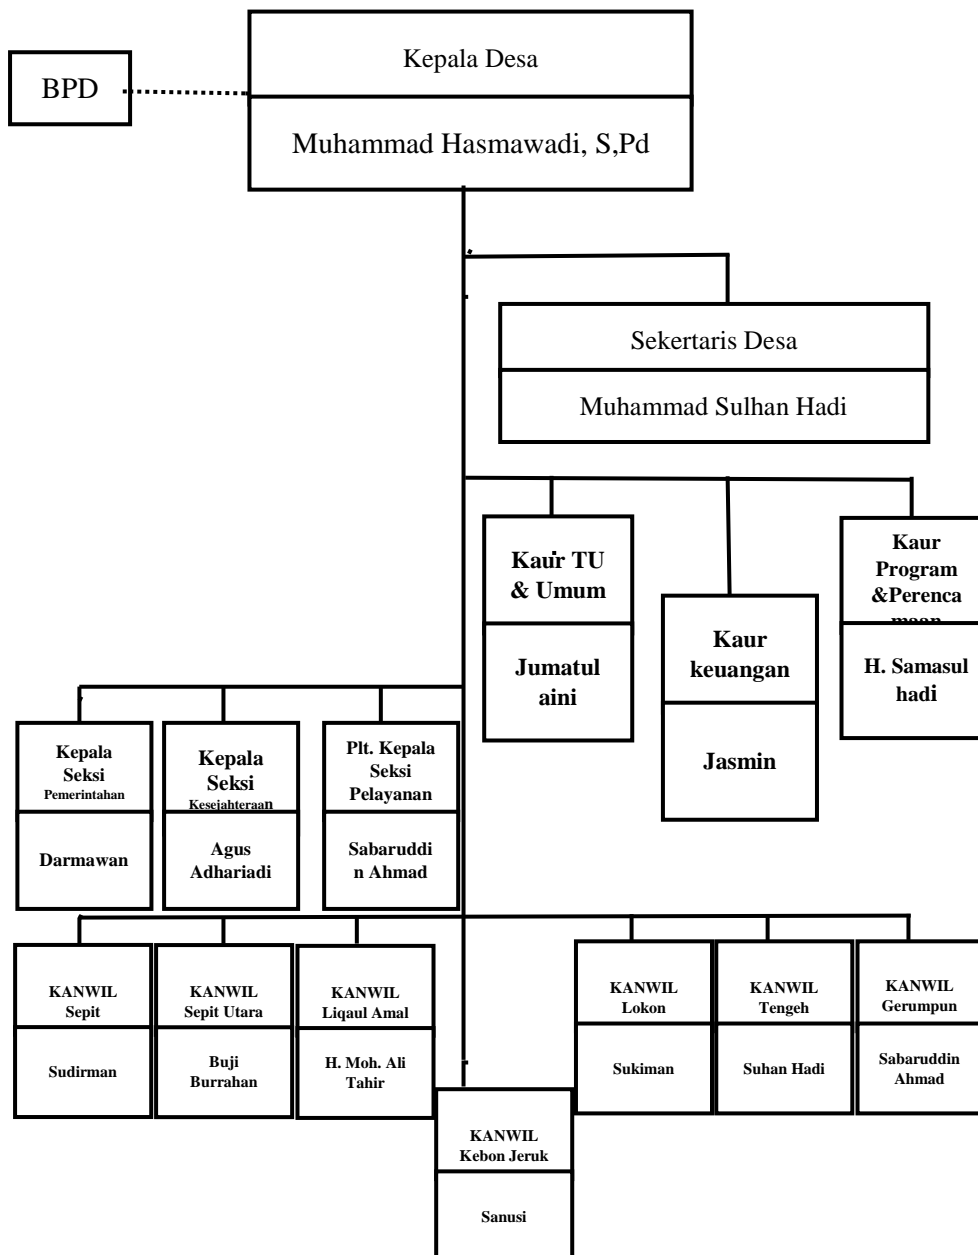 Kepala Desa
BPD
Muhammad Hasmawadi, S,Pd
Sekertaris Desa
Muhammad Sulhan Hadi
Kaur TU
& Umum
Jumatul
aini
Kaur
keuangan
Jasmin
Kaur
Program
&Perenca
maan
H. Samasul
hadi
Kepala
Seksi
Pemerintahan
Darmawan
Kepala
Seksi
Kesejahteraan
Agus
Adhariadi
Plt. Kepala
Seksi
Pelayanan
Sabaruddi
n Ahmad
KANWIL
Sepit
Sudirman
KANWIL
Sepit Utara
Buji
Burrahan
KANWIL
Liqaul Amal
H. Moh. Ali
Tahir
KANWIL
Kebon Jeruk
Sanusi
KANWIL
Lokon
Sukiman
KANWIL
Tengeh
Suhan Hadi
KANWIL
Gerumpun
Sabaruddin
Ahmad